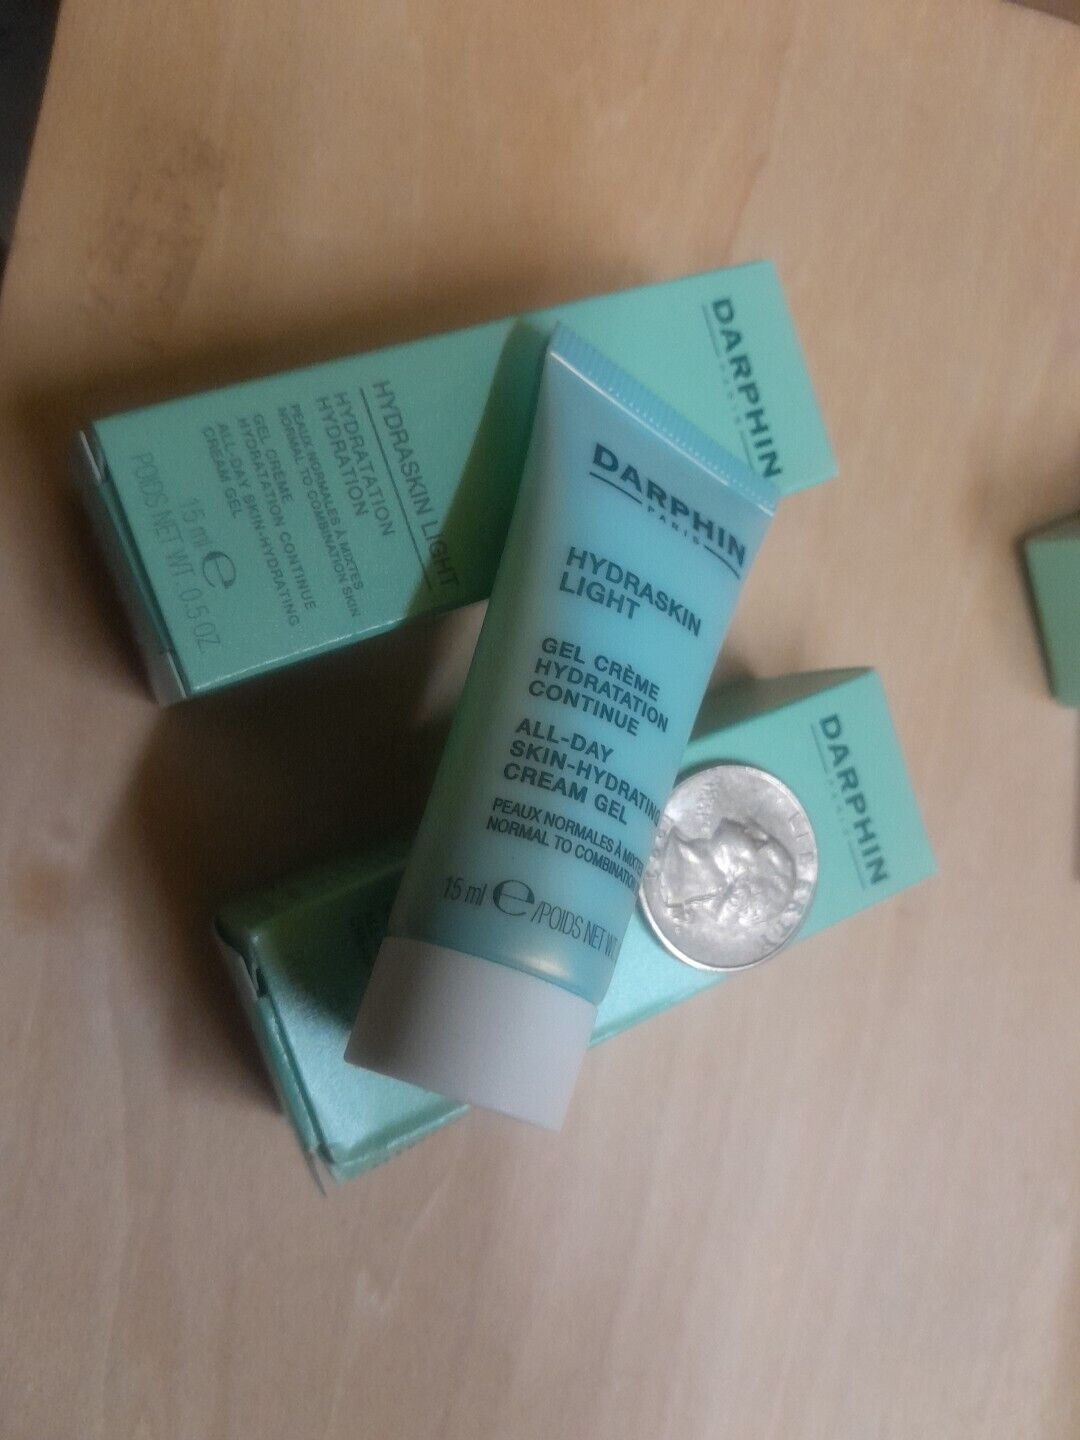 DARPHIN
PARIS
HYDRASKIN LIGHT
HYDRATATION
HYDRATION
PEAUX NORMALES À MIXTES
NORMAL TO COMBINATION SKIN
GEL CRÈME
HYDRATATION CONTINUE
ALL-DAY SKIN-HYDRATING
CREAM GEL
15 ml e
POIDS NET WT. 0.5 OZ.
DARPHIN
PARIS
HYDRASKIN
LIGHT
GEL CRÈME
HYDRATATION
CONTINUE
ALL-DAY
SKIN-HYDRATING
CREAM GEL
PEAUX NORMALES À MIXTES
NORMAL TO COMBINATION
15 ml e/POIDS NET WT.
DARPHIN
PARIS
LIBERTY